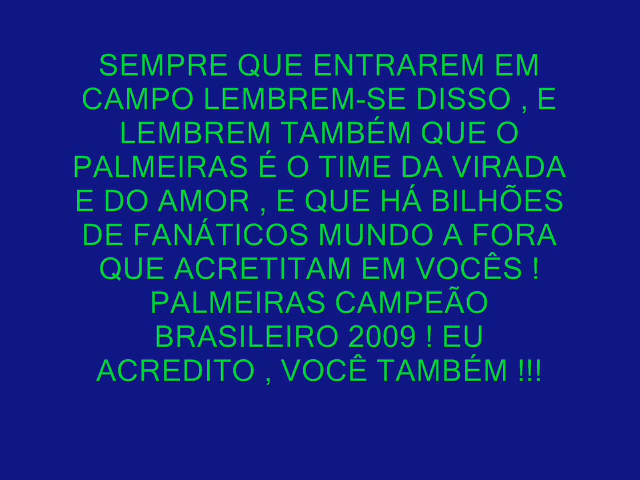 SEMPRE QUE ENTRAREM EM
CAMPO LEMBREM-SE DISSO , E
LEMBREM TAMBÉM QUE O
PALMEIRAS É O TIME DA VIRADA
E DO AMOR , E QUE HÁ BILHÕES
DE FANÁTICOS MUNDO A FORA
QUE ACRETITAM EM VOCÊS !
PALMEIRAS CAMPEÃO
BRASILEIRO 2009 ! EU
ACREDITO , VOCÊ TAMBÉM !!!